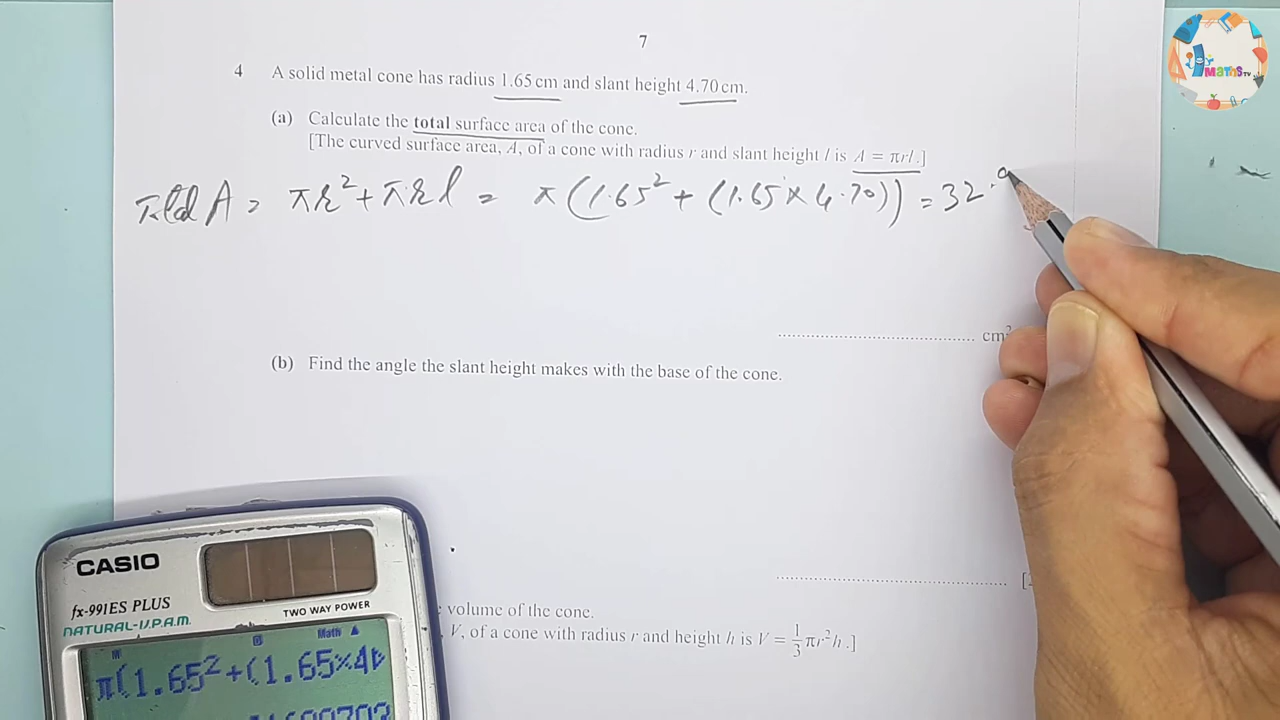 7
4 A solid metal cone has radius 1.65 cm and slant height 4.70 cm.
(a) Calculate the total surface area of the cone.
[The curved surface area, A, of a cone with radius r and slant height l is A = πrl.]
Total A = πr² + πrl = π(1.65² + (1.65 × 4.70)) = 32.
.................................... cm²
(b) Find the angle the slant height makes with the base of the cone.
.................................... [
volume of the cone.
V, of a cone with radius r and height h is V = 1/3 πr²h.]
CASIO
fx-991ES PLUS
NATURAL-V.P.A.M.
TWO WAY POWER
M D Math ▲
π(1.65²+(1.65×4
MATHS TV